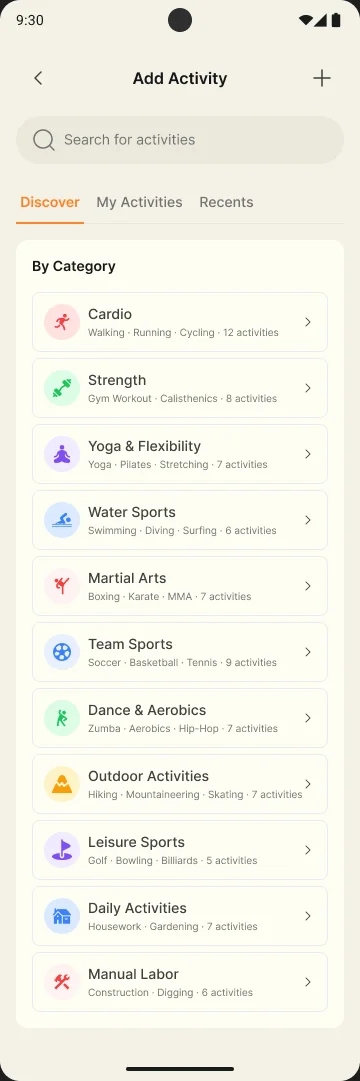 9:30
Add Activity
Search for activities
Discover My Activities Recents
By Category
Cardio
Walking · Running · Cycling · 12 activities
Strength
Gym Workout · Calisthenics · 8 activities
Yoga & Flexibility
Yoga · Pilates · Stretching · 7 activities
Water Sports
Swimming · Diving · Surfing · 6 activities
Martial Arts
Boxing · Karate · MMA · 7 activities
Team Sports
Soccer · Basketball · Tennis · 9 activities
Dance & Aerobics
Zumba · Aerobics · Hip-Hop · 7 activities
Outdoor Activities
Hiking · Mountaineering · Skating · 7 activities
Leisure Sports
Golf · Bowling · Billiards · 5 activities
Daily Activities
Housework · Gardening · 7 activities
Manual Labor
Construction · Digging · 6 activities